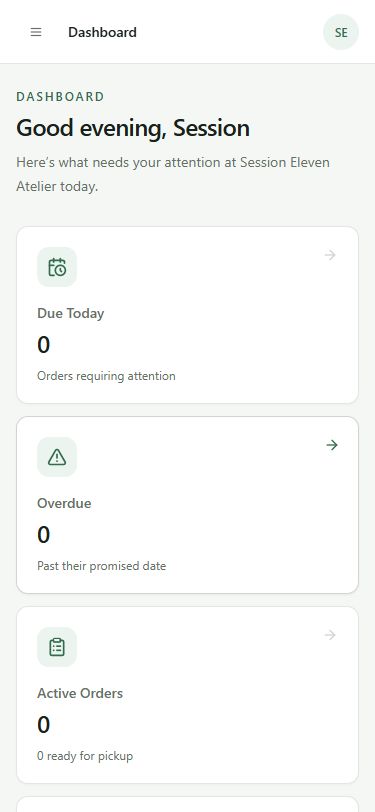 Dashboard
SE
DASHBOARD
Good evening, Session
Here's what needs your attention at Session Eleven
Atelier today.
Due Today
0
Orders requiring attention
Overdue
0
Past their promised date
Active Orders
0
0 ready for pickup